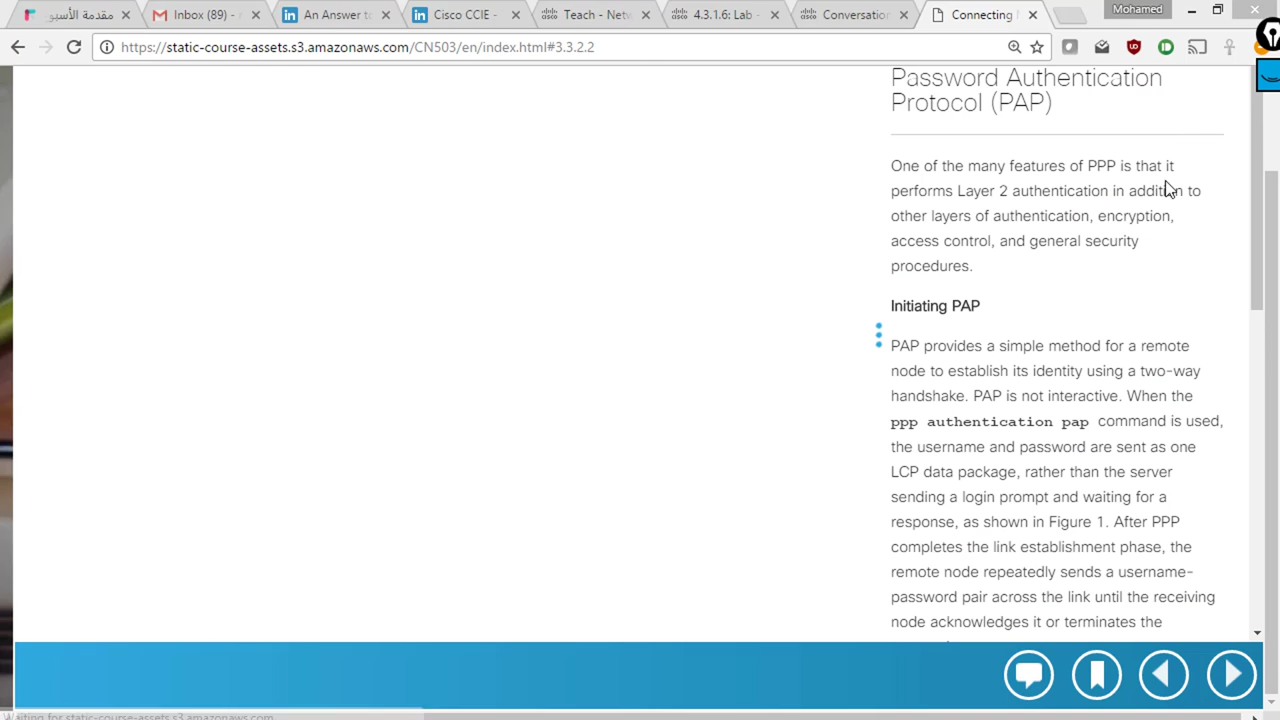 مقدمة الأسبو
Inbox (89) -
An Answer to
Cisco CCIE -
Teach - Netw
4.3.1.6: Lab -
Conversation
Connecting
Mohamed
https://static-course-assets.s3.amazonaws.com/CN503/en/index.html#3.3.2.2
Password Authentication
Protocol (PAP)
One of the many features of PPP is that it
performs Layer 2 authentication in addition to
other layers of authentication, encryption,
access control, and general security
procedures.
Initiating PAP
PAP provides a simple method for a remote
node to establish its identity using a two-way
handshake. PAP is not interactive. When the
ppp authentication pap command is used,
the username and password are sent as one
LCP data package, rather than the server
sending a login prompt and waiting for a
response, as shown in Figure 1. After PPP
completes the link establishment phase, the
remote node repeatedly sends a username-
password pair across the link until the receiving
node acknowledges it or terminates the
Waiting for static-course-assets.s3.amazonaws.com